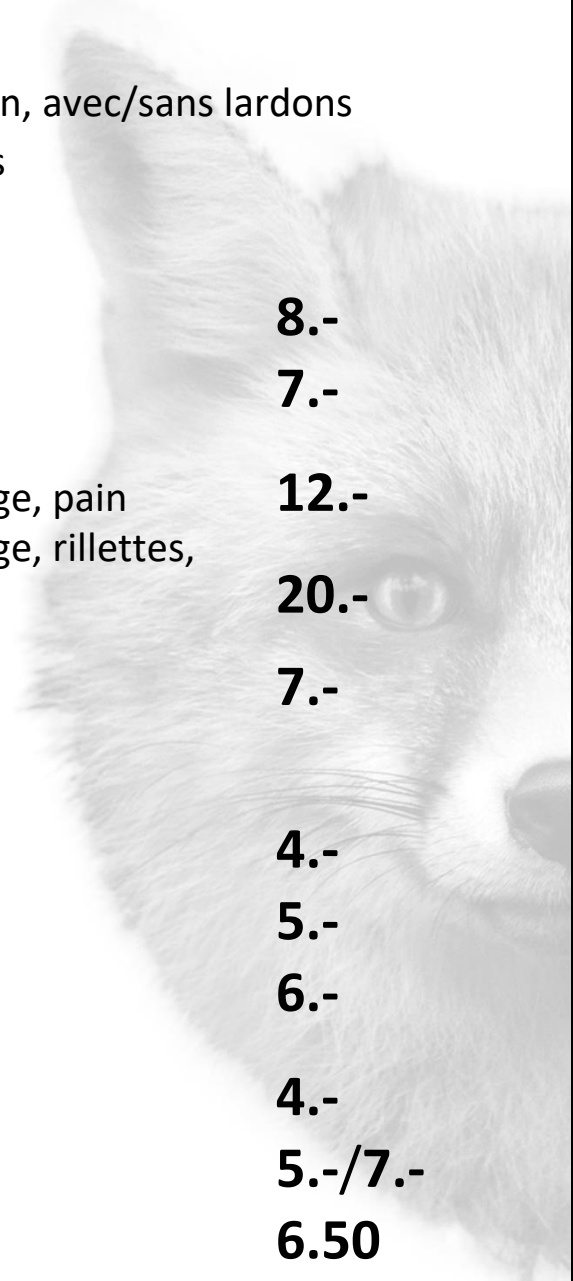 n, avec/sans lardons
s
8.-
7.-
ge, pain 12.-
ge, rillettes,
20.-
7.-
4.-
5.-
6.-
4.-
5.-/7.-
6.50